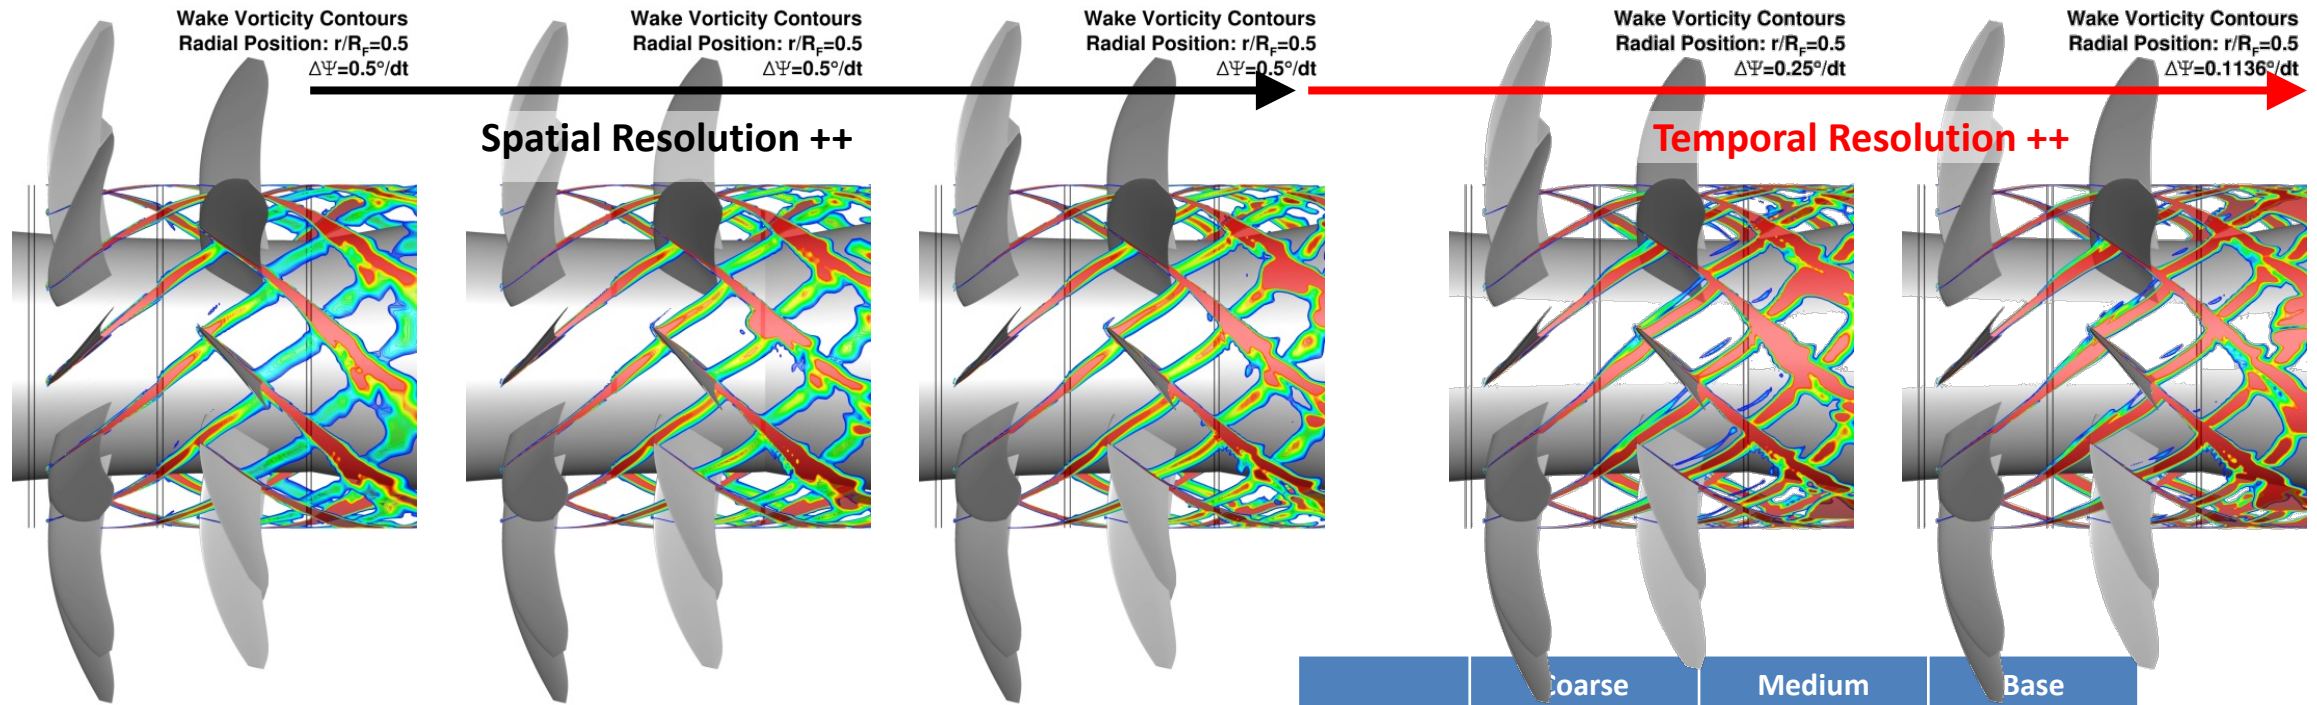 Wake Vorticity Contours
Radial Position: r/R_F=0.5
ΔΨ=0.5°/dt
Wake Vorticity Contours
Radial Position: r/R_F=0.5
ΔΨ=0.5°/dt
Wake Vorticity Contours
Radial Position: r/R_F=0.5
ΔΨ=0.5°/dt
Wake Vorticity Contours
Radial Position: r/R_F=0.5
ΔΨ=0.25°/dt
Wake Vorticity Contours
Radial Position: r/R_F=0.5
ΔΨ=0.1136°/dt
Spatial Resolution ++
Temporal Resolution ++
Coarse Medium Base